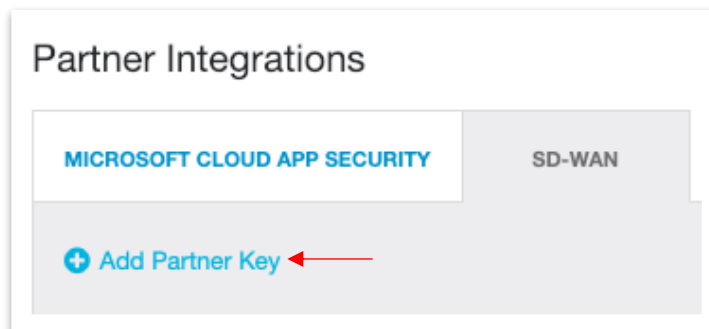 Partner Integrations
MICROSOFT CLOUD APP SECURITY
SD-WAN
Add Partner Key